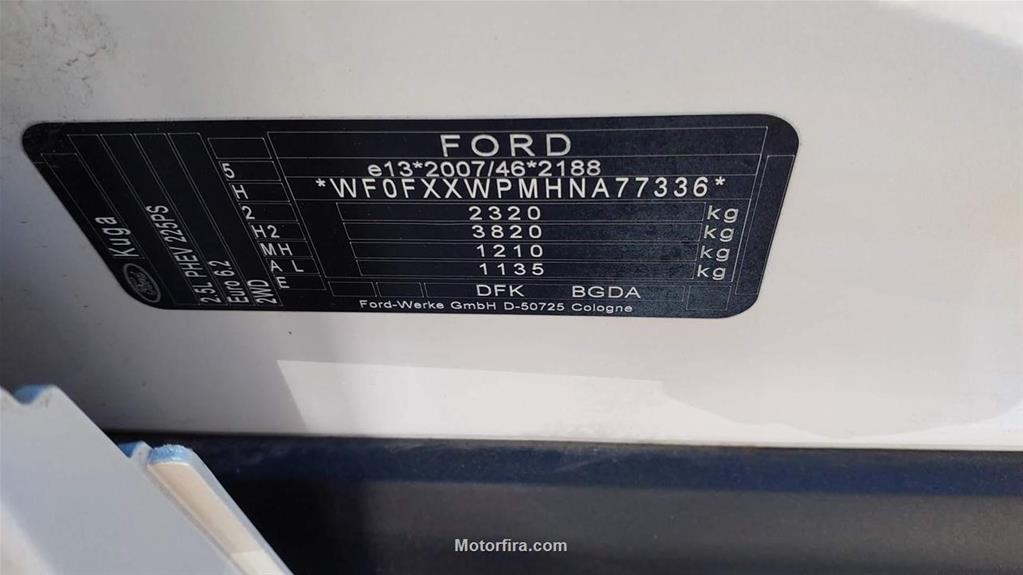 FORD
e13*2007/46*2188
*WF0FXXWPMHNA77336*
2320 kg
3820 kg
1210 kg
1135 kg
DFK BGDA
Ford-Werke GmbH D-50725 Cologne
5
H
2
H2
MH
A L
E
Ford Kuga
2.5L PHEV 225PS
Euro 6.2
2WD
Motorfira.com